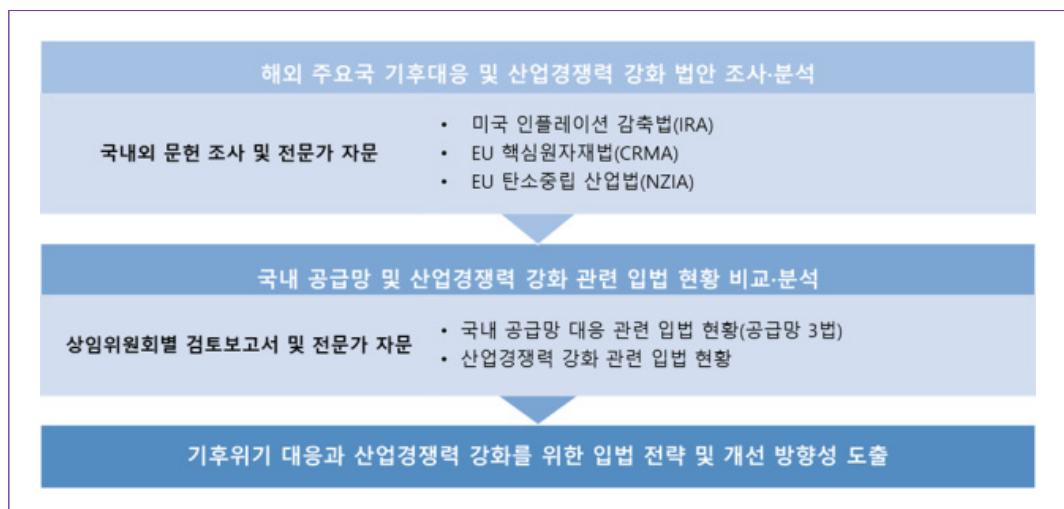 해외 주요국 기후대응 및 산업경쟁력 강화 법안 조사·분석
국내외 문헌 조사 및 전문가 자문
• 미국 인플레이션 감축법(IRA)
• EU 핵심원자재법(CRMA)
• EU 탄소중립 산업법(NZIA)
국내 공급망 및 산업경쟁력 강화 관련 입법 현황 비교·분석
상임위원회별 검토보고서 및 전문가 자문
• 국내 공급망 대응 관련 입법 현황(공급망 3법)
• 산업경쟁력 강화 관련 입법 현황
기후위기 대응과 산업경쟁력 강화를 위한 입법 전략 및 개선 방향성 도출